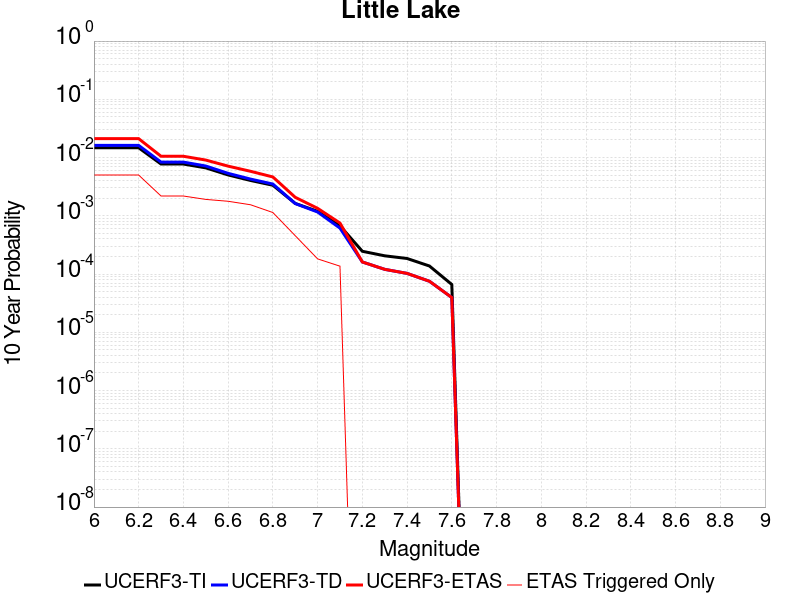 Little Lake
10 0
10 -1
10 -2
10 -3
10 -4
10 -5
10 -6
10 -7
10 -8
10 Year Probability
6 6.2 6.4 6.6 6.8 7 7.2 7.4 7.6 7.8 8 8.2 8.4 8.6 8.8 9
Magnitude
UCERF3-TI UCERF3-TD UCERF3-ETAS ETAS Triggered Only